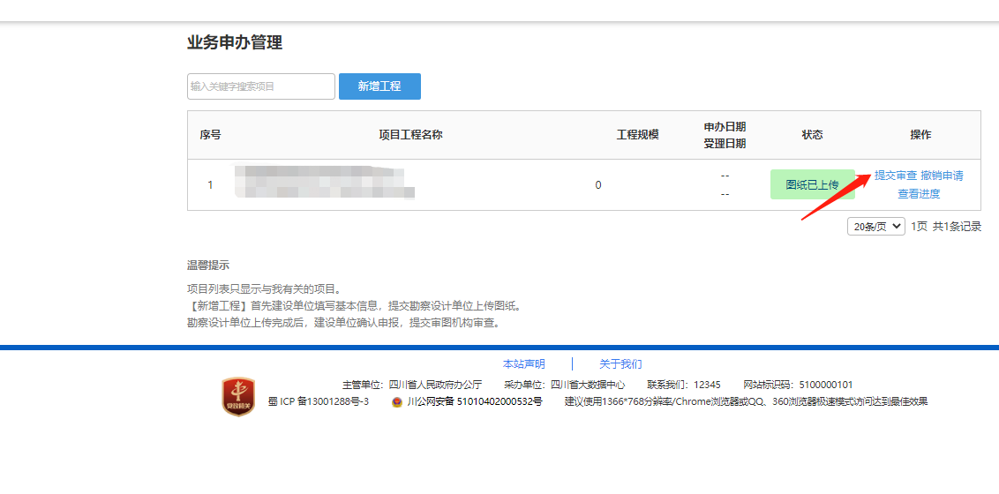 业务申办管理
输入关键字搜索项目 新增工程
序号 项目工程名称 工程规模 申办日期 受理日期 状态 操作
1 0 -- -- 图纸已上传 提交审查 撤销申请 查看进度
20条/页 1页 共1条记录
温馨提示
项目列表只显示与我有关的项目。
【新增工程】首先建设单位填写基本信息，提交勘察设计单位上传图纸。
勘察设计单位上传完成后，建设单位确认申报，提交审图机构审查。
本站声明 | 关于我们
主管单位：四川省人民政府办公厅 采办单位：四川省大数据中心 联系我们：12345 网站标识码：5100000101
党政机关
蜀 ICP 备13001288号-3 川公网安备 51010402000532号 建议使用1366*768分辨率/Chrome浏览器或QQ、360浏览器极速模式访问达到最佳效果